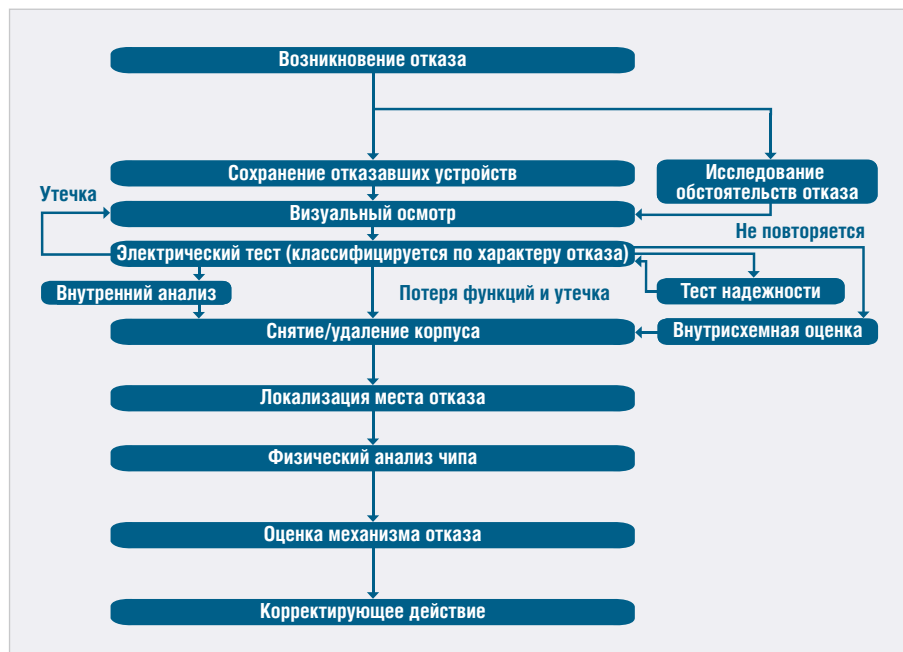 Возникновение отказа
Сохранение отказавших устройств
Исследование
обстоятельств отказа
Утечка
Визуальный осмотр
Не повторяется
Электрический тест (классифицируется по характеру отказа)
Внутренний анализ
Потеря функций и утечка
Тест надежности
Снятие/удаление корпуса
Внутрисхемная оценка
Локализация места отказа
Физический анализ чипа
Оценка механизма отказа
Корректирующее действие